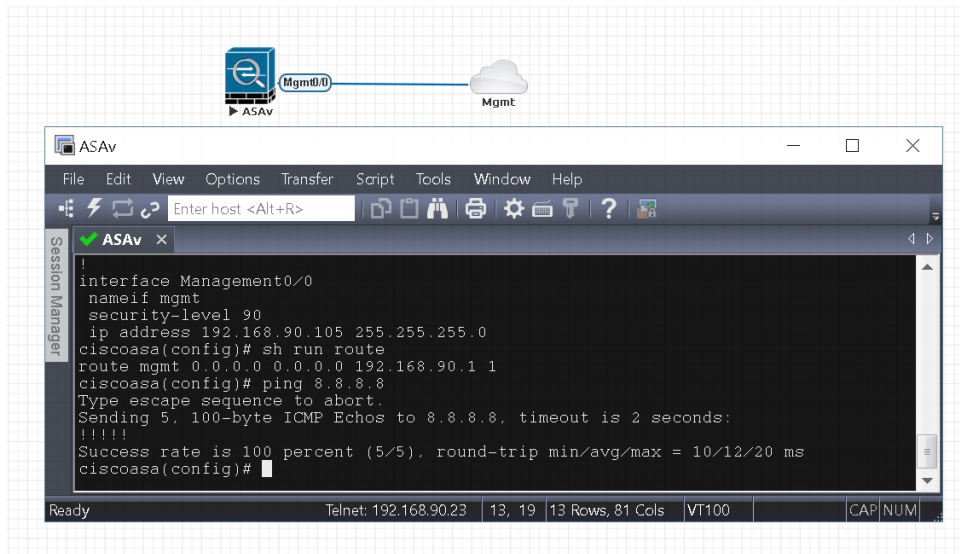 Mgmt0/0
Mgmt
ASAv
ASAv
File Edit View Options Transfer Script Tools Window Help
Enter host <Alt+R>
Session Manager
ASAv
!
interface Management0/0
 nameif mgmt
 security-level 90
 ip address 192.168.90.105 255.255.255.0
ciscoasa(config)# sh run route
route mgmt 0.0.0.0 0.0.0.0 192.168.90.1 1
ciscoasa(config)# ping 8.8.8.8
Type escape sequence to abort.
Sending 5, 100-byte ICMP Echos to 8.8.8.8, timeout is 2 seconds:
!!!!!
Success rate is 100 percent (5/5), round-trip min/avg/max = 10/12/20 ms
ciscoasa(config)#
Ready Telnet: 192.168.90.23 13, 19 13 Rows, 81 Cols VT100 CAP NUM